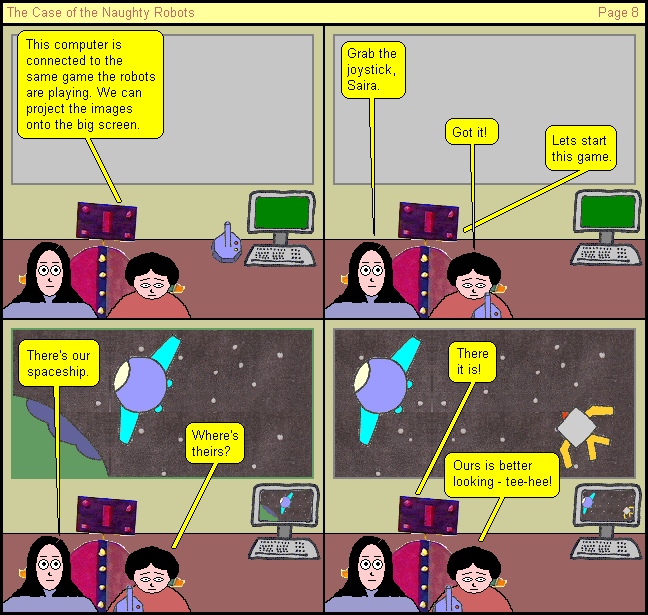 The Case of the Naughty Robots
Page 8
This computer is
connected to the
same game the robots
are playing. We can
project the images
onto the big screen.
Grab the
joystick,
Saira.
Got it!
Lets start
this game.
There's our
spaceship.
Where's
theirs?
There
it is!
Ours is better
looking - tee-hee!